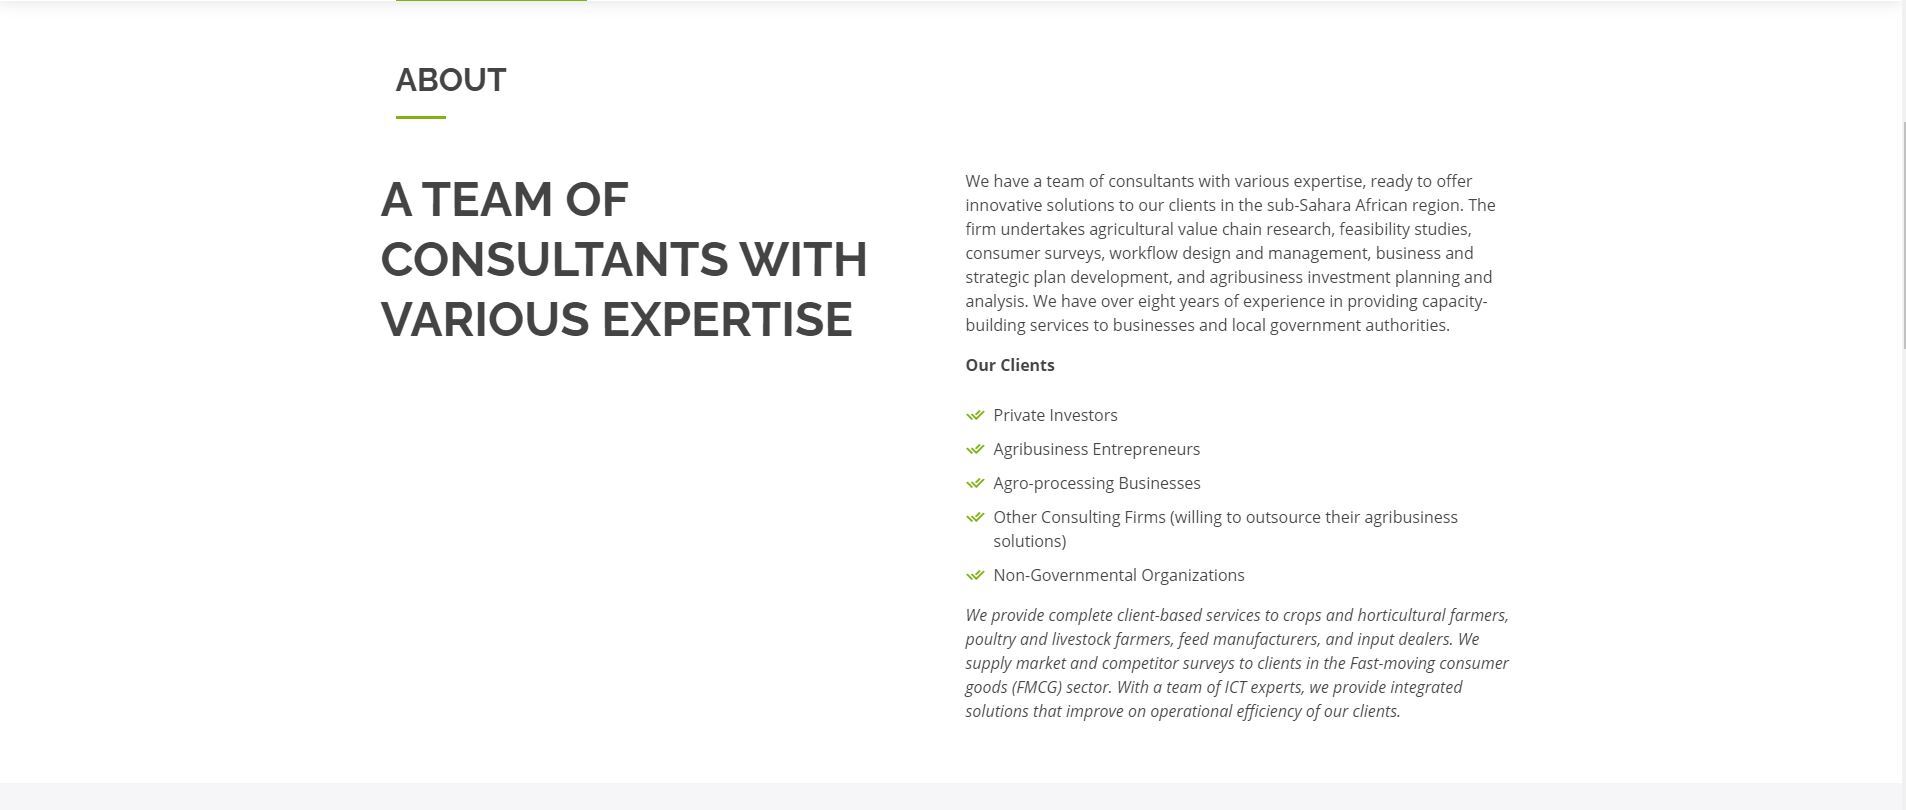 ABOUT
A TEAM OF
CONSULTANTS WITH
VARIOUS EXPERTISE
We have a team of consultants with various expertise, ready to offer
innovative solutions to our clients in the sub-Sahara African region. The
firm undertakes agricultural value chain research, feasibility studies,
consumer surveys, workflow design and management, business and
strategic plan development, and agribusiness investment planning and
analysis. We have over eight years of experience in providing capacity-
building services to businesses and local government authorities.
Our Clients
Private Investors
Agribusiness Entrepreneurs
Agro-processing Businesses
Other Consulting Firms (willing to outsource their agribusiness
solutions)
Non-Governmental Organizations
We provide complete client-based services to crops and horticultural farmers,
poultry and livestock farmers, feed manufacturers, and input dealers. We
supply market and competitor surveys to clients in the Fast-moving consumer
goods (FMCG) sector. With a team of ICT experts, we provide integrated
solutions that improve on operational efficiency of our clients.